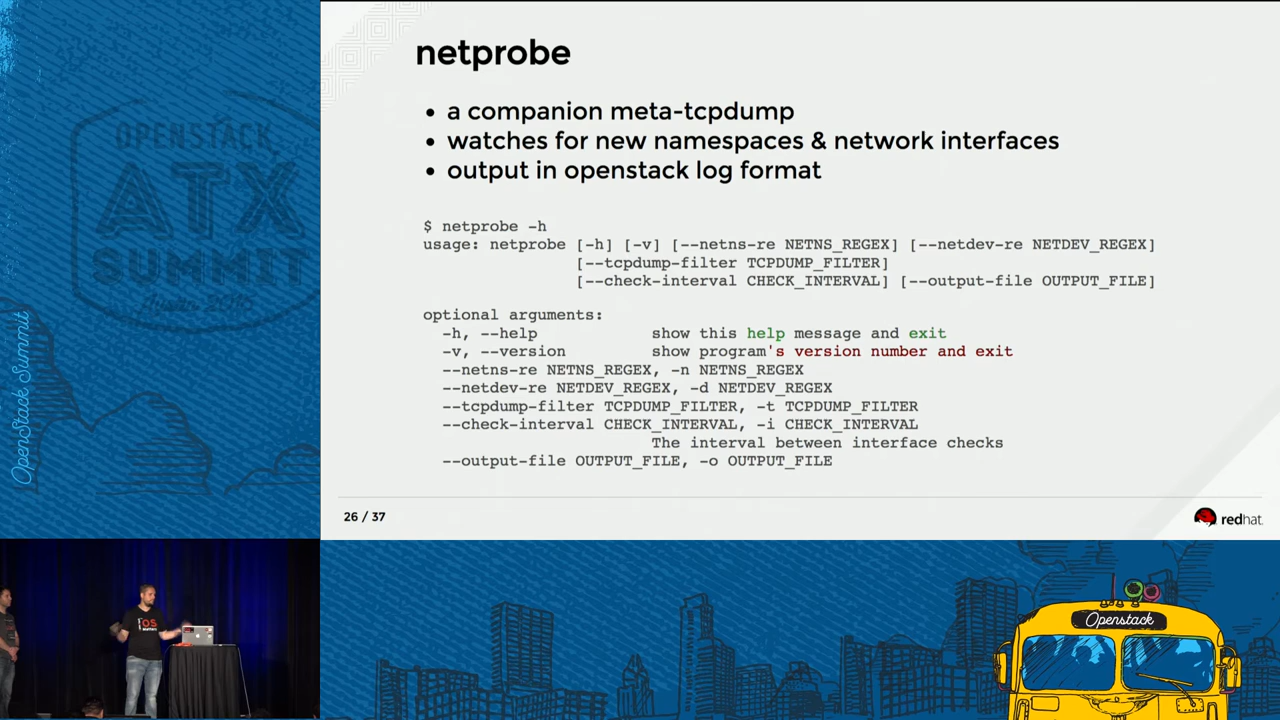 netprobe
• a companion meta-tcpdump
• watches for new namespaces & network interfaces
• output in openstack log format
$ netprobe -h
usage: netprobe [-h] [-v] [--netns-re NETNS_REGEX] [--netdev-re NETDEV_REGEX]
[--tcpdump-filter TCPDUMP_FILTER]
[--check-interval CHECK_INTERVAL] [--output-file OUTPUT_FILE]
optional arguments:
-h, --help show this help message and exit
-v, --version show program's version number and exit
--netns-re NETNS_REGEX, -n NETNS_REGEX
--netdev-re NETDEV_REGEX, -d NETDEV_REGEX
--tcpdump-filter TCPDUMP_FILTER, -t TCPDUMP_FILTER
--check-interval CHECK_INTERVAL, -i CHECK_INTERVAL
The interval between interface checks
--output-file OUTPUT_FILE, -o OUTPUT_FILE
26 / 37
redhat.
OPENSTACK
ATX
SUMMIT
OpenStack Summit
Openstack
OS